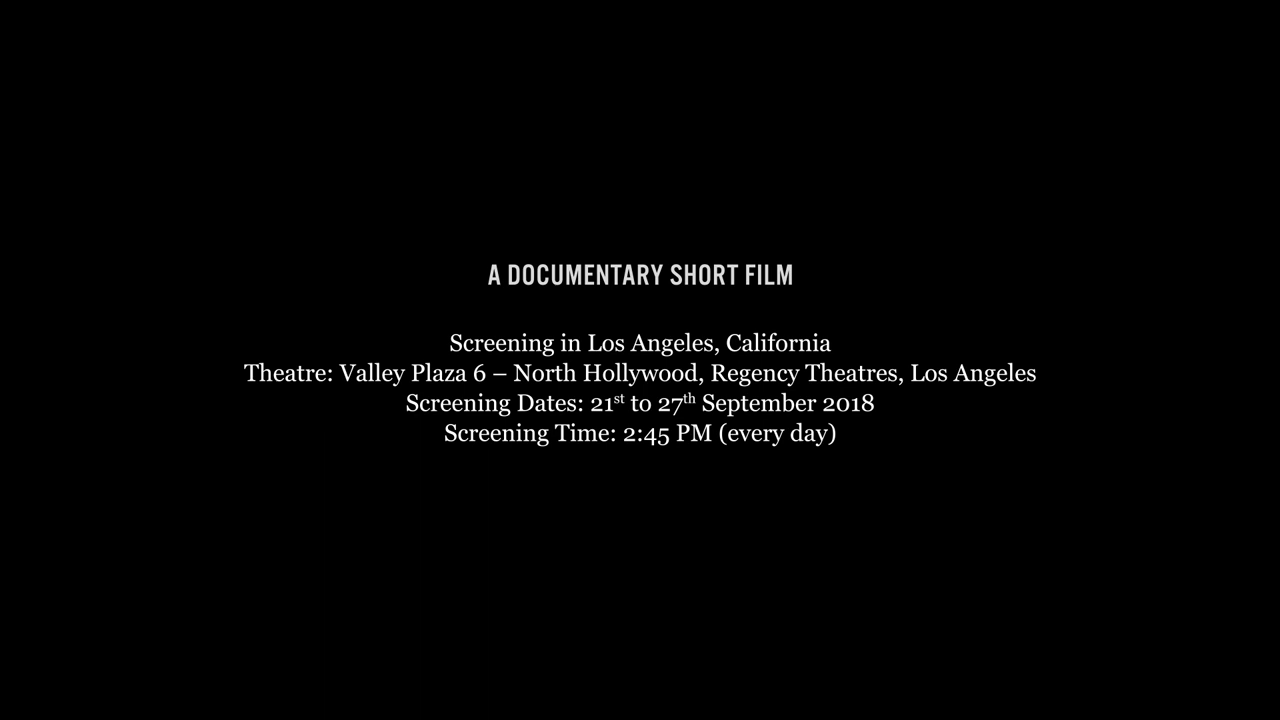 A DOCUMENTARY SHORT FILM
Screening in Los Angeles, California
Theatre: Valley Plaza 6 – North Hollywood, Regency Theatres, Los Angeles
Screening Dates: 21st to 27th September 2018
Screening Time: 2:45 PM (every day)